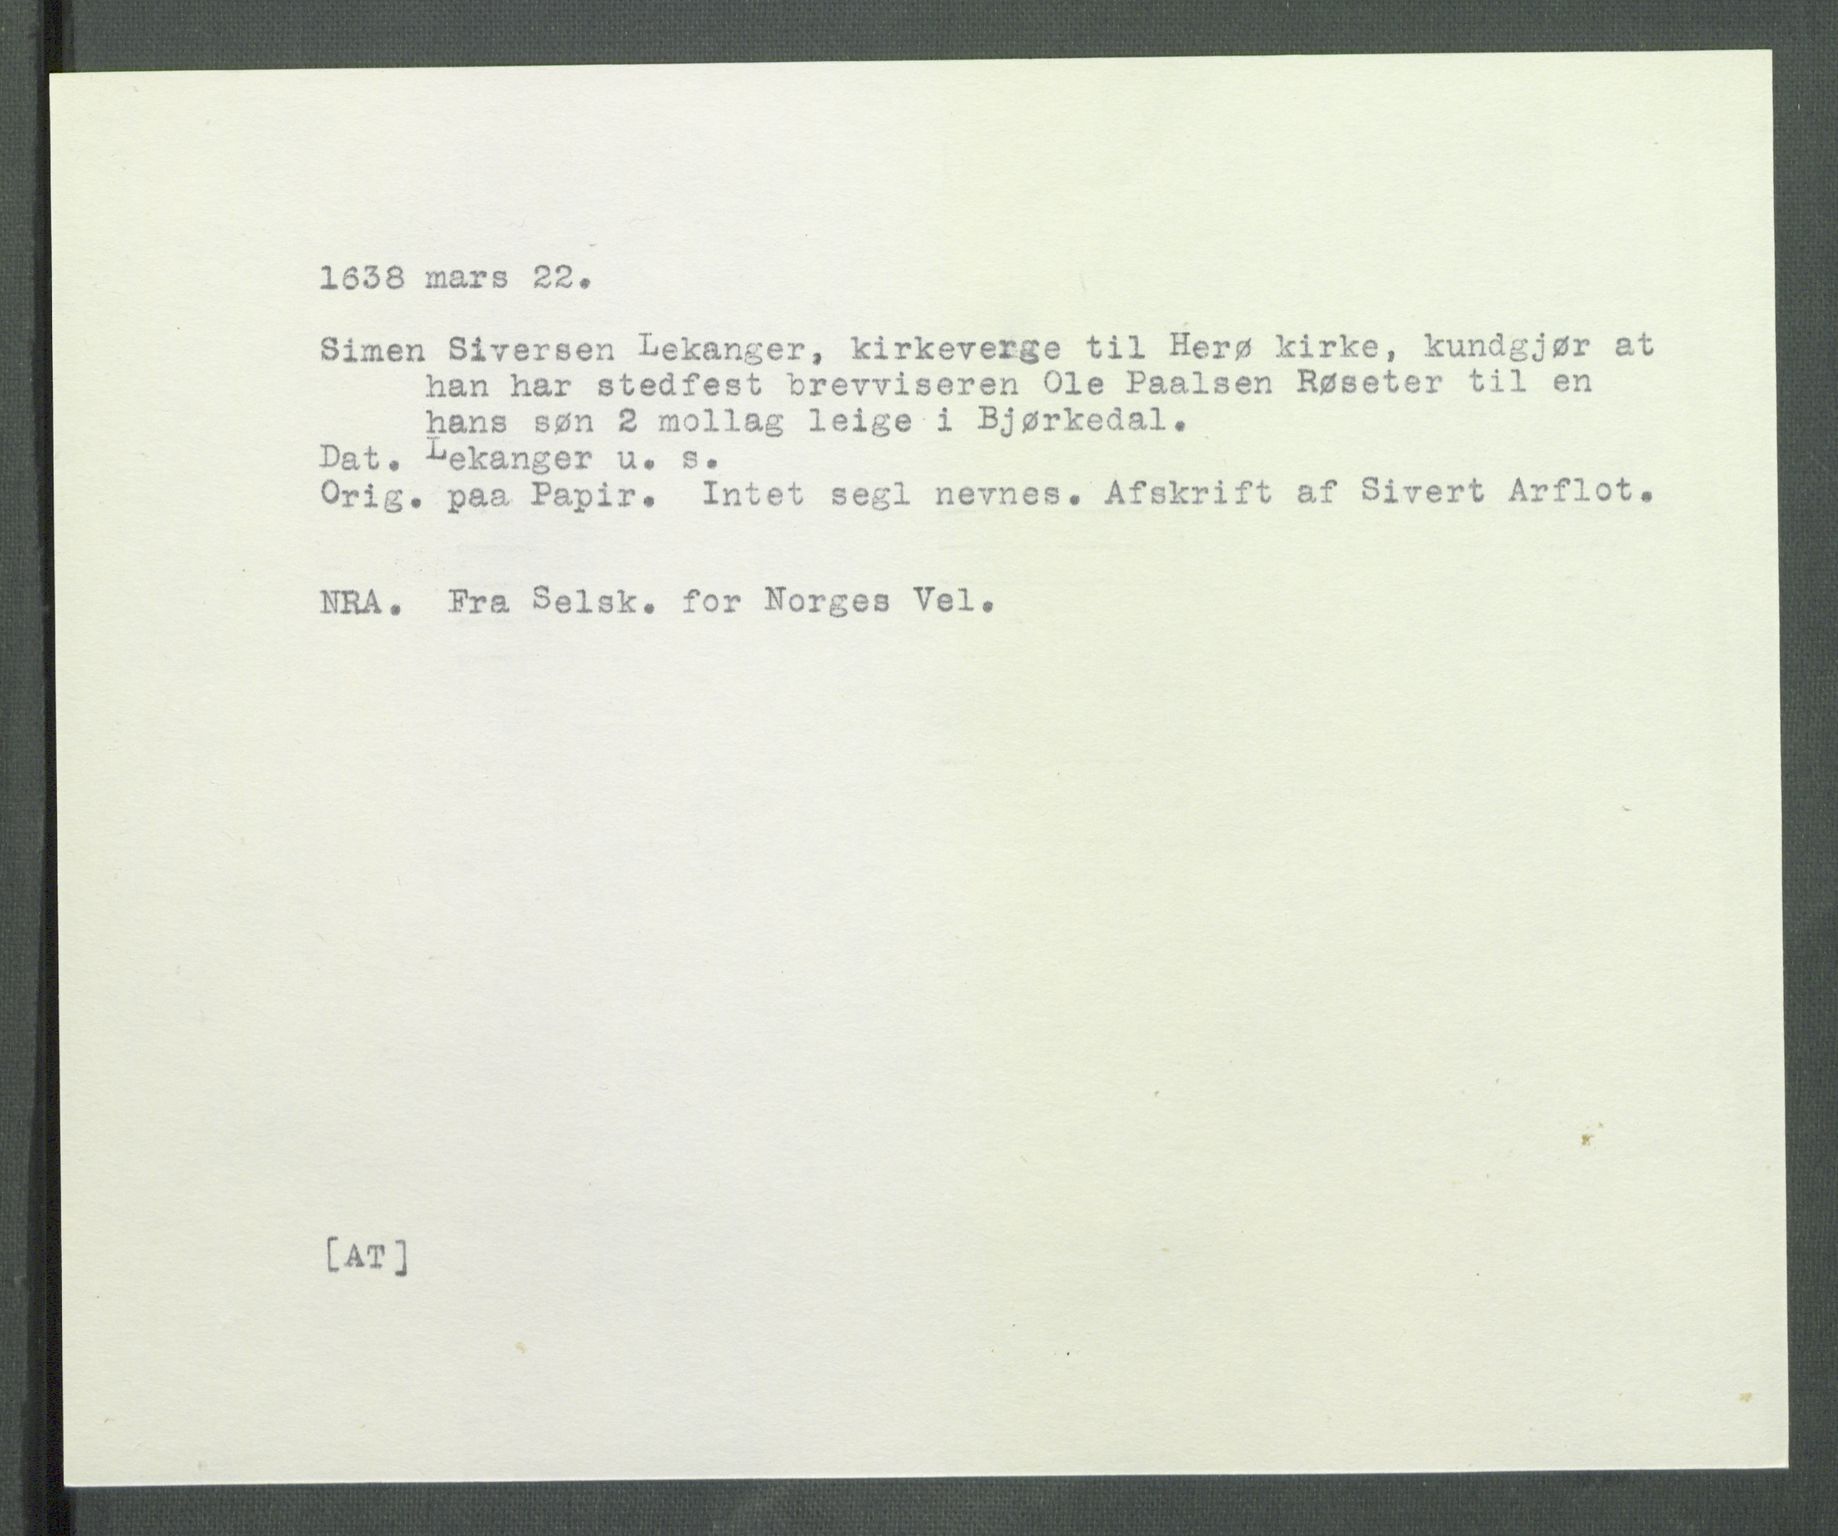 1638 mars 22.
Simen Siversen Lekanger, kirkeverge til Herø kirke, kundgjør at
han har stedfest brevviseren Ole Paalsen Røseter til en
hans søn 2 mollag leige i Bjørkedal.
Dat. Lekanger u. s.
Orig. paa Papir. Intet segl nevnes. Afskrift af Sivert Arflot.
NRA. Fra Selsk. for Norges Vel.
[AT]